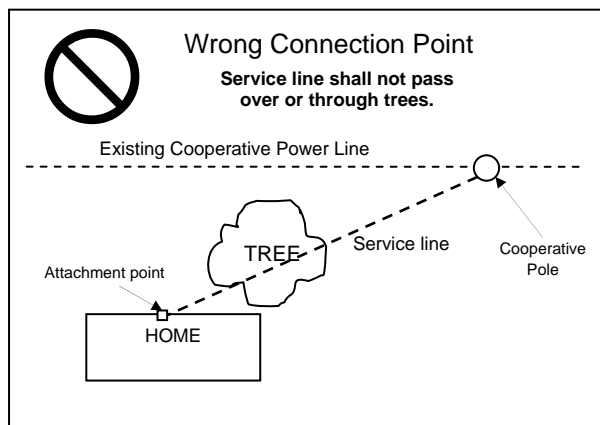 Wrong Connection Point
Service line shall not pass
over or through trees.
Existing Cooperative Power Line
TREE
Service line
Cooperative
Pole
Attachment point
HOME